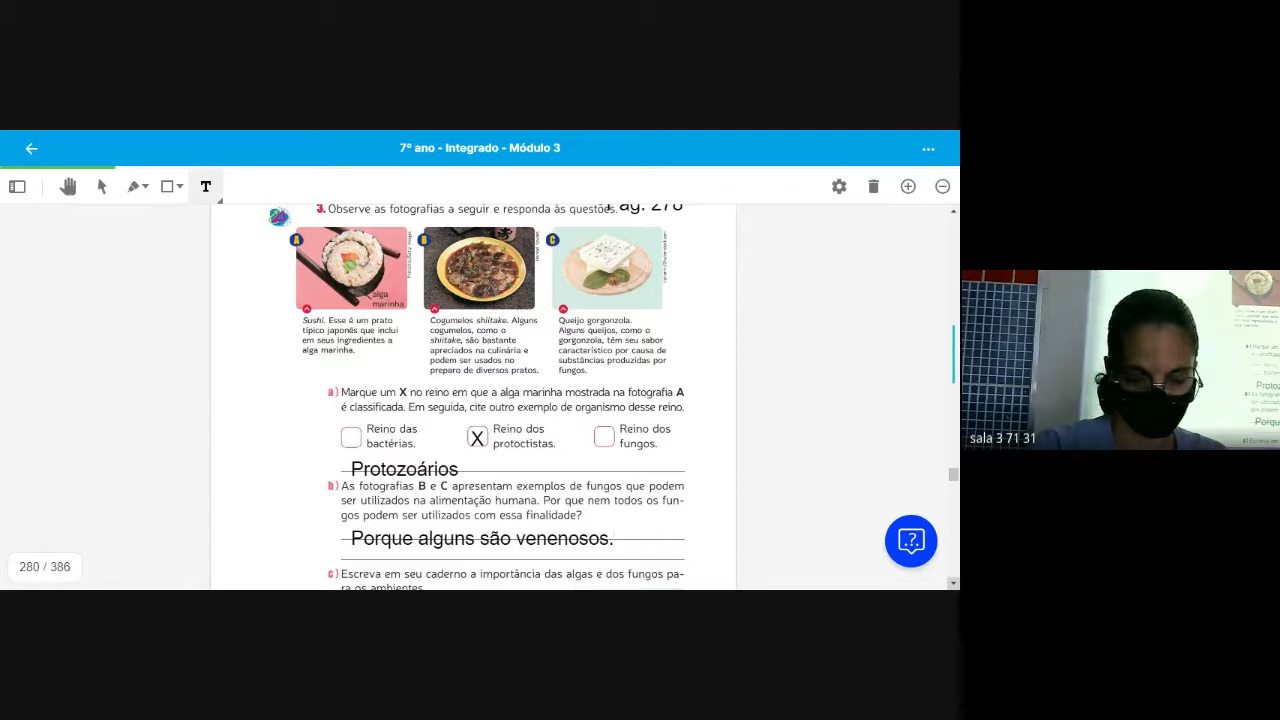 7º ano - Integrado - Módulo 3
T
3. Observe as fotografias a seguir e responda às questões.
Pag. 278
A
B
C
alga
marinha
Sushi. Esse é um prato
típico japonês que inclui
em seus ingredientes a
alga marinha.
Cogumelos shiitake. Alguns
cogumelos, como o
shiitake, são bastante
apreciados na culinária e
podem ser usados no
preparo de diversos pratos.
Queijo gorgonzola.
Alguns queijos, como o
gorgonzola, têm seu sabor
característico por causa de
substâncias produzidas por
fungos.
a) Marque um X no reino em que a alga marinha mostrada na fotografia A
é classificada. Em seguida, cite outro exemplo de organismo desse reino.
Reino das
bactérias.
X
Reino dos
protoctistas.
Reino dos
fungos.
Protozoários
b) As fotografias B e C apresentam exemplos de fungos que podem
ser utilizados na alimentação humana. Por que nem todos os fun-
gos podem ser utilizados com essa finalidade?
Porque alguns são venenosos.
c) Escreva em seu caderno a importância das algas e dos fungos pa-
ra os ambientes.
280 / 386
sala 3 71 31